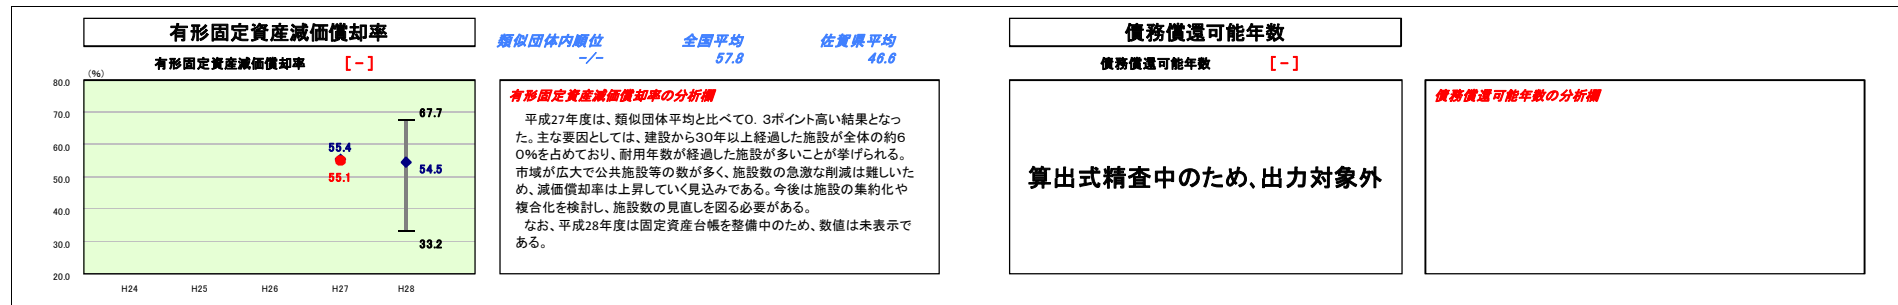 有形固定資産減価償却率
有形固定資産減価償却率 [-]
(%)
80.0
70.0
60.0
50.0
40.0
30.0
20.0
67.7
55.4
55.1
54.5
33.2
H24 H25 H26 H27 H28
類似団体内順位 全国平均 佐賀県平均
-/- 57.8 46.6
有形固定資産減価償却率の分析欄
平成27年度は、類似団体平均と比べて0．3ポイント高い結果となっ
た。主な要因としては、建設から30年以上経過した施設が全体の約6
0%を占めており、耐用年数が経過した施設が多いことが挙げられる。
市域が広大で公共施設等の数が多く、施設数の急激な削減は難しいた
め、減価償却率は上昇していく見込みである。今後は施設の集約化や
複合化を検討し、施設数の見直しを図る必要がある。
なお、平成28年度は固定資産台帳を整備中のため、数値は未表示で
ある。
債務償還可能年数
債務償還可能年数 [-]
算出式精査中のため、出力対象外
債務償還可能年数の分析欄